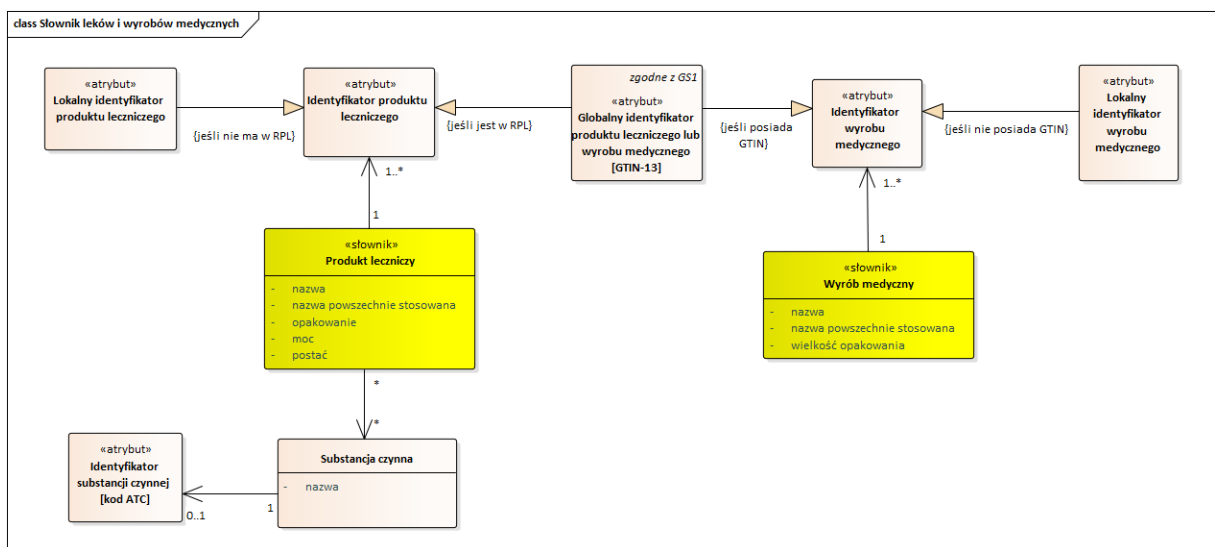 class Słownik leków i wyrobów medycznych
«atrybut»
Lokalny identyfikator
produktu leczniczego
{jeśli nie ma w RPL}
«atrybut»
Identyfikator produktu
leczniczego
{jeśli jest w RPL}
zgodne z GS1
«atrybut»
Globalny identyfikator
produktu leczniczego lub
wyrobu medycznego
[GTIN-13]
{jeśli posiada
GTIN}
«atrybut»
Identyfikator
wyrobu
medycznego
{jeśli nie posiada GTIN}
«atrybut»
Lokalny
identyfikator
wyrobu
medycznego
1..*
1
«słownik»
Produkt leczniczy
- nazwa
- nazwa powszechnie stosowana
- opakowanie
- moc
- postać
1..*
1
«słownik»
Wyrób medyczny
- nazwa
- nazwa powszechnie stosowana
- wielkość opakowania
*
*
«atrybut»
Identyfikator
substancji czynnej
[kod ATC]
0..1
1
Substancja czynna
- nazwa